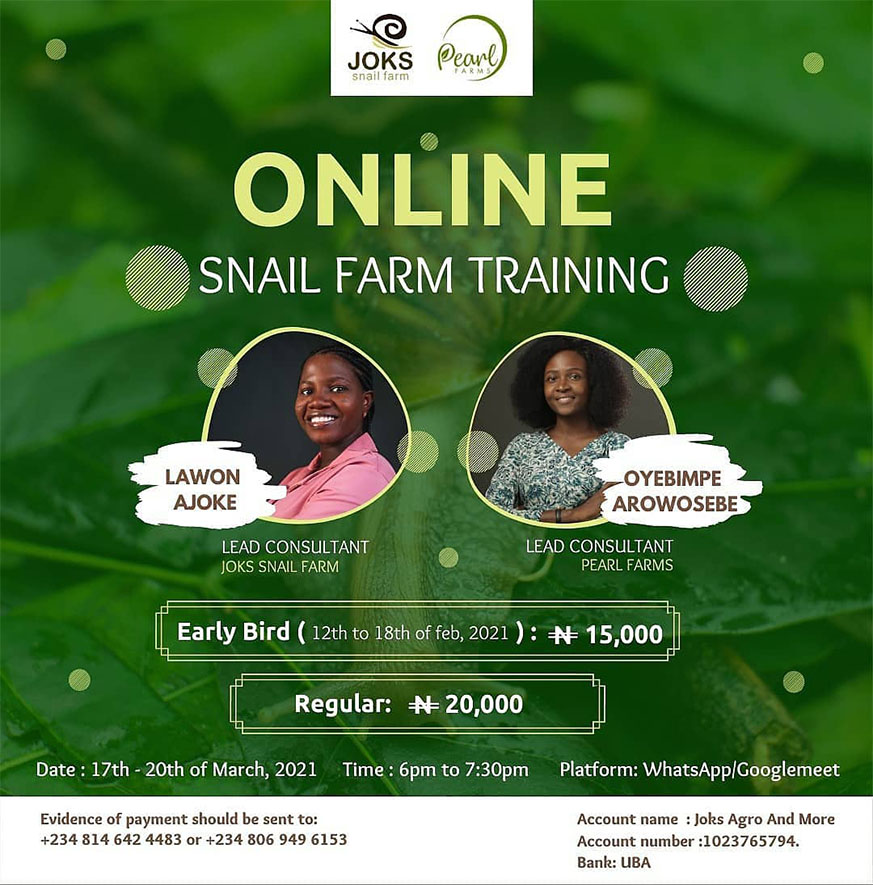 JOKS
snail farm
Pearl
FARMS
ONLINE
SNAIL FARM TRAINING
LAWON
AJOKE
OYEBIMPE
AROWOSEBE
LEAD CONSULTANT
JOKS SNAIL FARM
LEAD CONSULTANT
PEARL FARMS
Early Bird ( 12th to 18th of feb, 2021 ) : ₦ 15,000
Regular: ₦ 20,000
Date : 17th - 20th of March, 2021 Time : 6pm to 7:30pm Platform: WhatsApp/Googlemeet
Evidence of payment should be sent to:
+234 814 642 4483 or +234 806 949 6153
Account name : Joks Agro And More
Account number :1023765794.
Bank: UBA